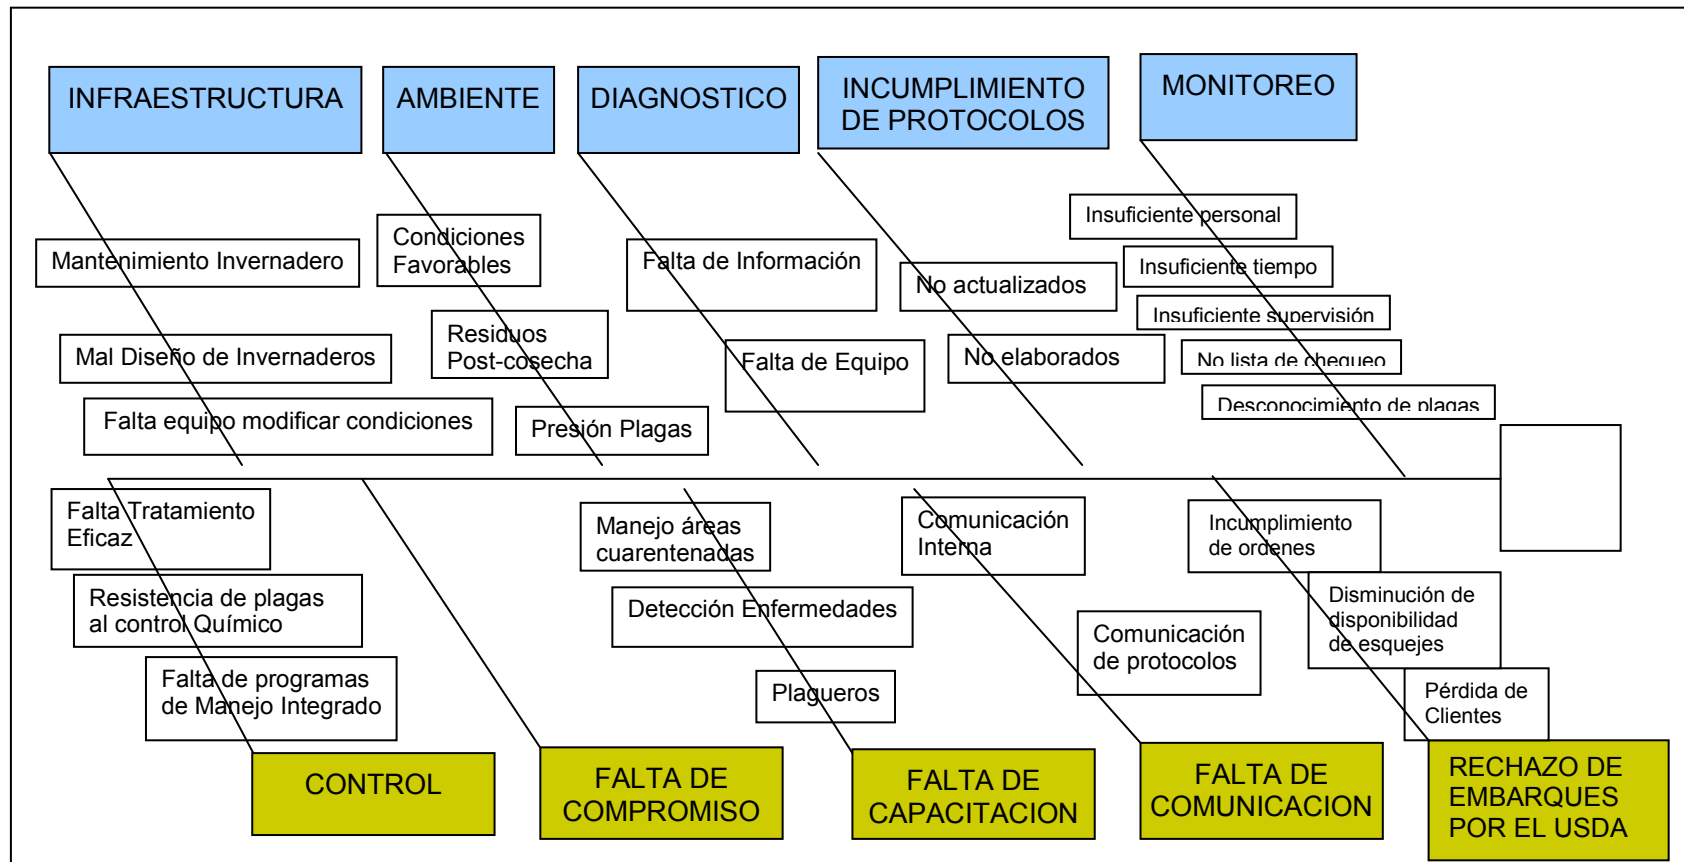 INFRAESTRUCTURA
AMBIENTE
DIAGNOSTICO
INCUMPLIMIENTO
DE PROTOCOLOS
MONITOREO
Mantenimiento Invernadero
Mal Diseño de Invernaderos
Falta equipo modificar condiciones
Condiciones
Favorables
Residuos
Post-cosecha
Presión Plagas
Falta de Información
Falta de Equipo
No actualizados
No elaborados
Insuficiente personal
Insuficiente tiempo
Insuficiente supervisión
No lista de chequeo
Desconocimiento de plagas
Falta Tratamiento
Eficaz
Resistencia de plagas
al control Químico
Falta de programas
de Manejo Integrado
Manejo áreas
cuarentenadas
Detección Enfermedades
Plagueros
Comunicación
Interna
Comunicación
de protocolos
Incumplimiento
de ordenes
Disminución de
disponibilidad
de esquejes
Pérdida de
Clientes
CONTROL
FALTA DE
COMPROMISO
FALTA DE
CAPACITACION
FALTA DE
COMUNICACION
RECHAZO DE
EMBARQUES
POR EL USDA